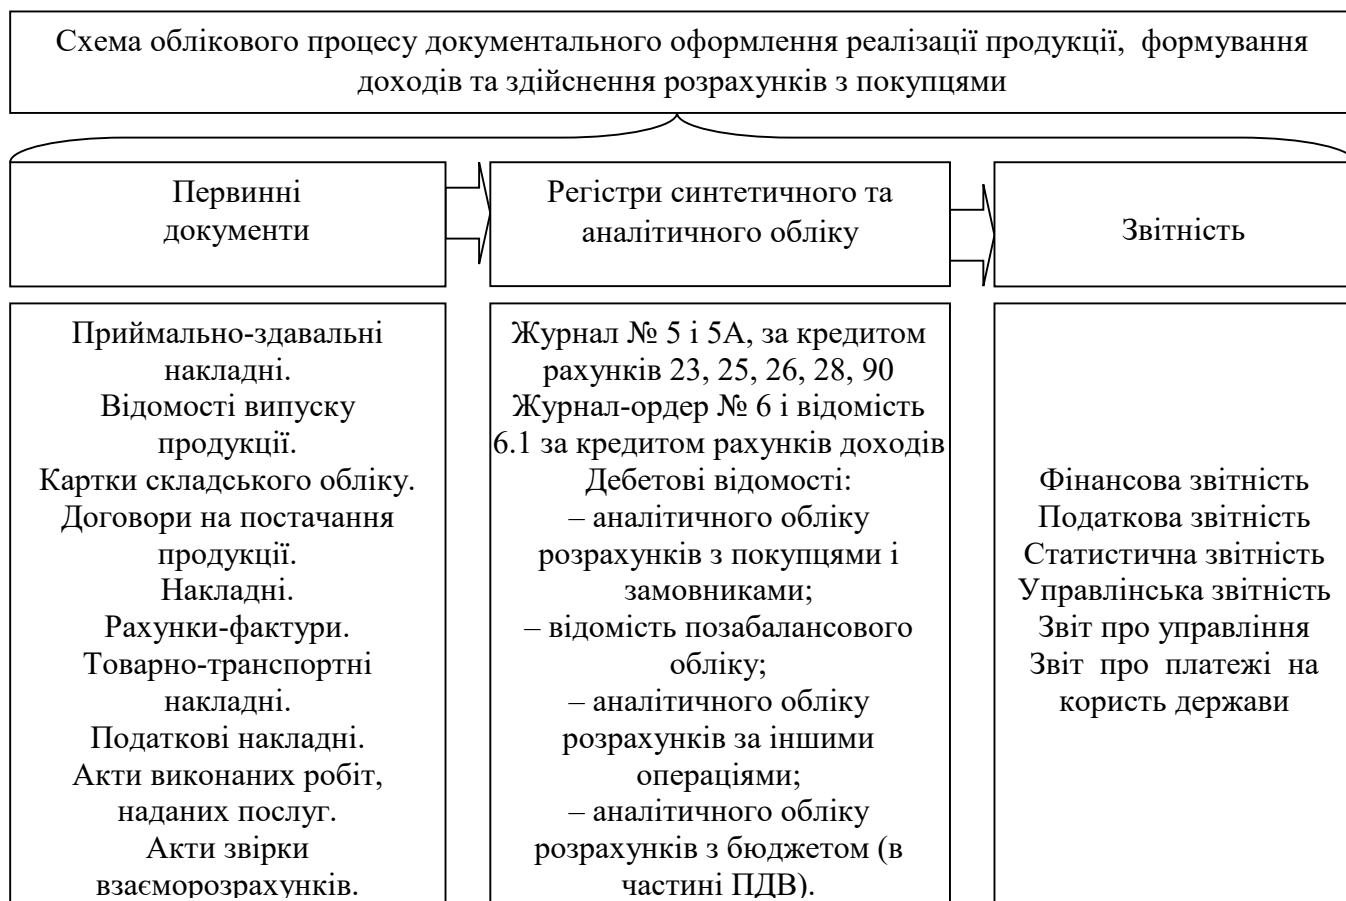 Схема облікового процесу документального оформлення реалізації продукції, формування
доходів та здійснення розрахунків з покупцями
Первинні
документи
Регістри синтетичного та
аналітичного обліку
Звітність
Приймально-здавальні
накладні.
Відомості випуску
продукції.
Картки складського обліку.
Договори на постачання
продукції.
Накладні.
Рахунки-фактури.
Товарно-транспортні
накладні.
Податкові накладні.
Акти виконаних робіт,
наданих послуг.
Акти звірки
взаєморозрахунків.
Журнал № 5 і 5А, за кредитом
рахунків 23, 25, 26, 28, 90
Журнал-ордер № 6 і відомість
6.1 за кредитом рахунків доходів
Дебетові відомості:
– аналітичного обліку
розрахунків з покупцями і
замовниками;
– відомість позабалансового
обліку;
– аналітичного обліку
розрахунків за іншими
операціями;
– аналітичного обліку
розрахунків з бюджетом (в
частині ПДВ).
Фінансова звітність
Податкова звітність
Статистична звітність
Управлінська звітність
Звіт про управління
Звіт про платежі на
користь держави